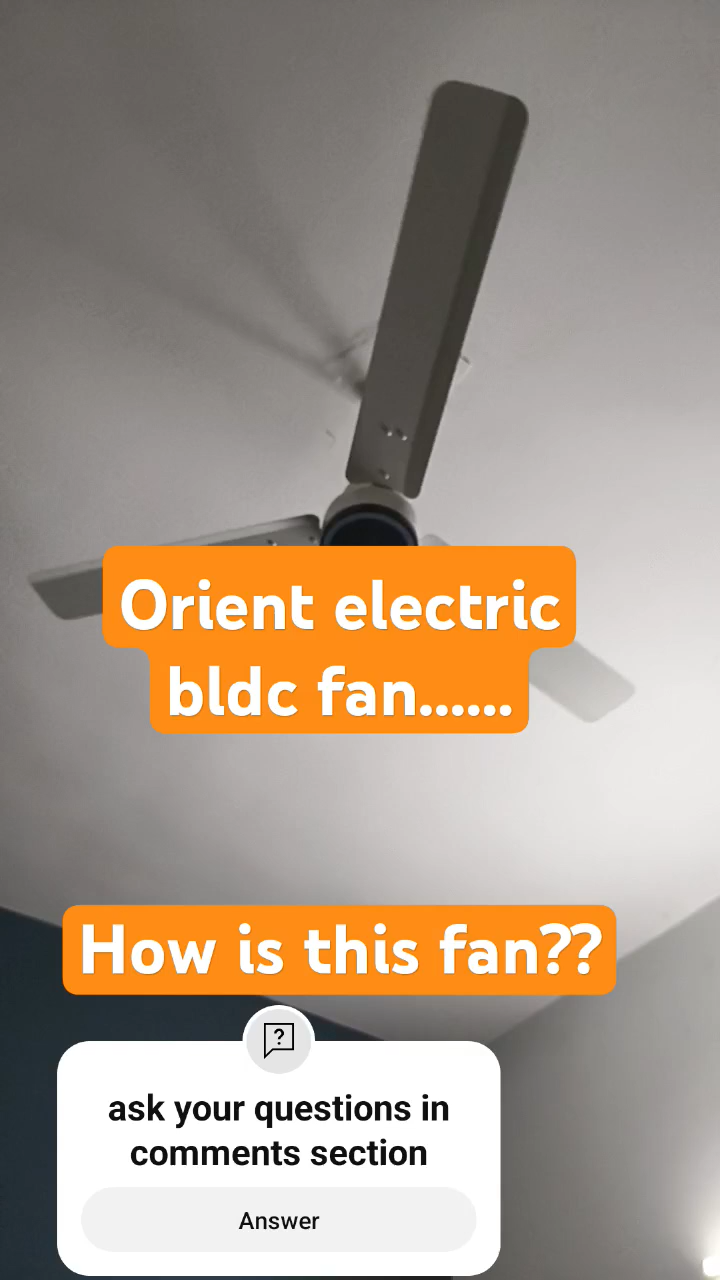 Orient electric
bldc fan......
How is this fan??
?
ask your questions in
comments section
Answer